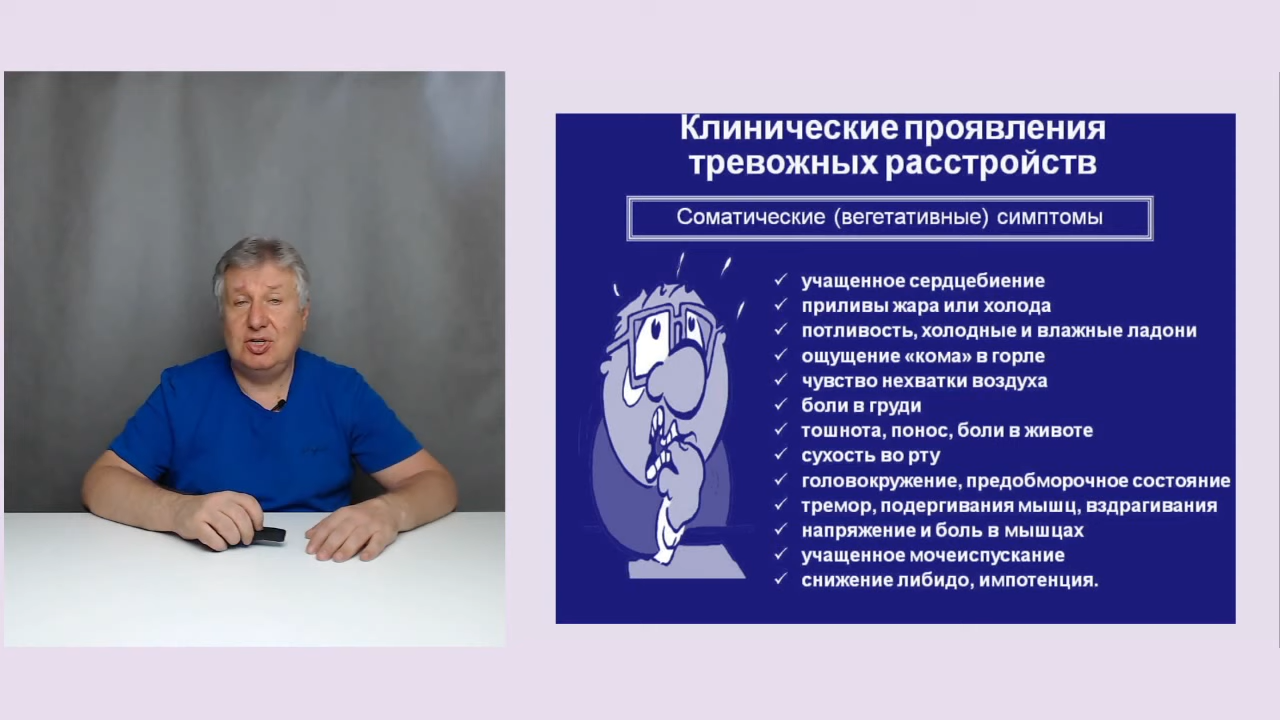 Клинические проявления
тревожных расстройств
Соматические (вегетативные) симптомы
✓ учащенное сердцебиение
✓ приливы жара или холода
✓ потливость, холодные и влажные ладони
✓ ощущение «кома» в горле
✓ чувство нехватки воздуха
✓ боли в груди
✓ тошнота, понос, боли в животе
✓ сухость во рту
✓ головокружение, предобморочное состояние
✓ тремор, подергивания мышц, вздрагивания
✓ напряжение и боль в мышцах
✓ учащенное мочеиспускание
✓ снижение либидо, импотенция.